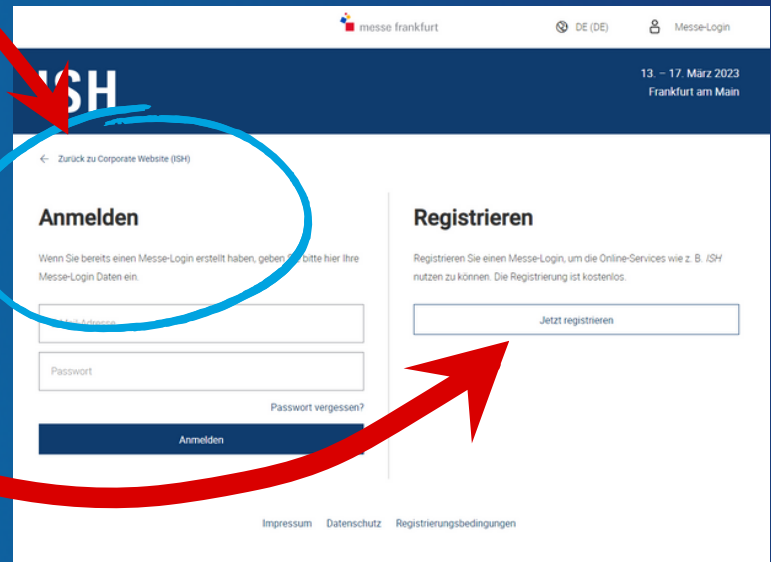 messe frankfurt
DE (DE)
Messe-Login
ISH
13. – 17. März 2023
Frankfurt am Main
← Zurück zu Corporate Website (ISH)
Anmelden
Wenn Sie bereits einen Messe-Login erstellt haben, geben Sie bitte hier Ihre
Messe-Login Daten ein.
Adresse
Passwort
Passwort vergessen?
Anmelden
Registrieren
Registrieren Sie einen Messe-Login, um die Online-Services wie z. B. ISH
nutzen zu können. Die Registrierung ist kostenlos.
Jetzt registrieren
Impressum Datenschutz Registrierungsbedingungen